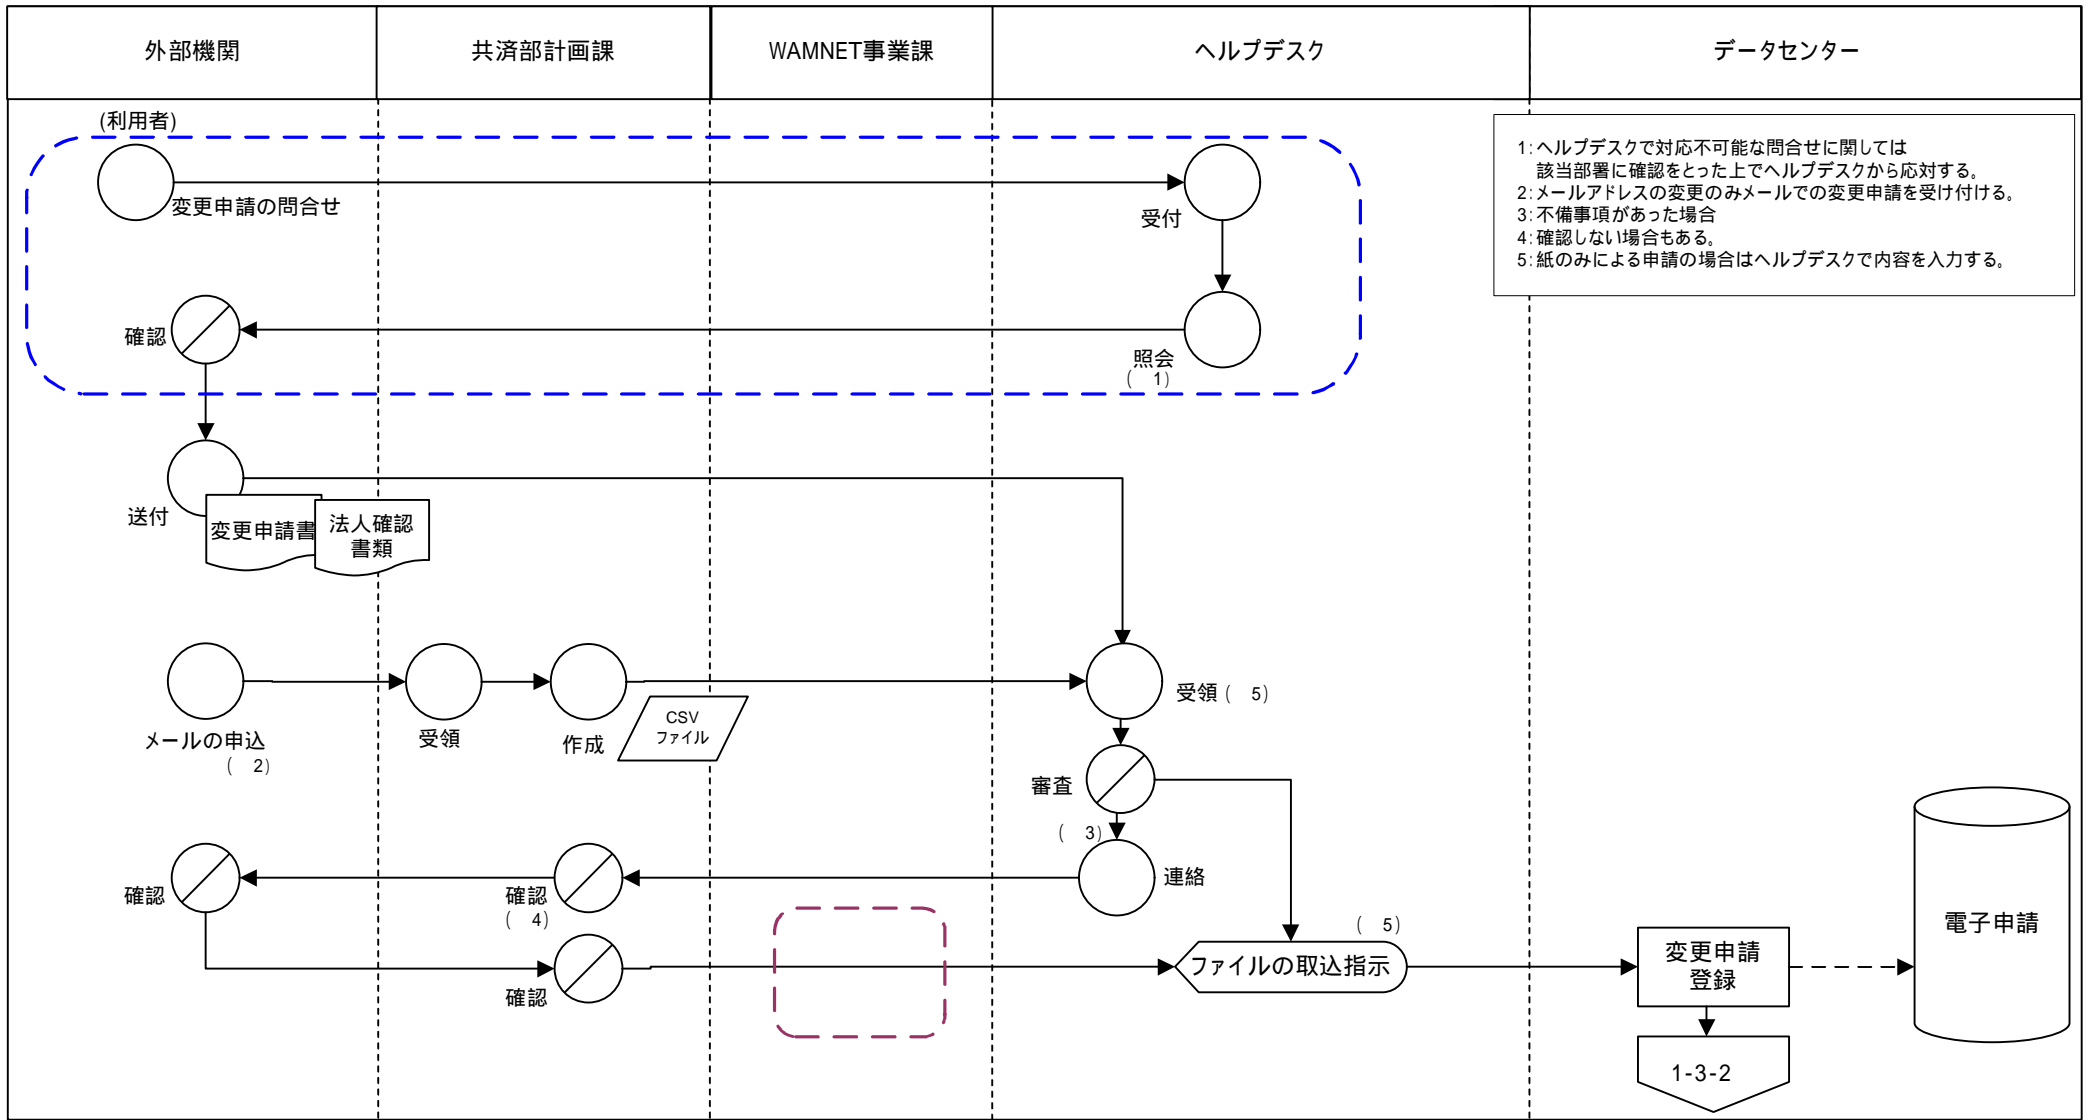 外部機関
共済部計画課
WAMNET事業課
ヘルプデスク
データセンター
(利用者)
変更申請の問合せ
受付
1:ヘルプデスクで対応不可能な問合せに関しては
該当部署に確認をとった上でヘルプデスクから応対する。
2:メールアドレスの変更のみメールでの変更申請を受け付ける。
3:不備事項があった場合
4:確認しない場合もある。
5:紙のみによる申請の場合はヘルプデスクで内容を入力する。
確認
照会
( 1)
送付
変更申請書
法人確認
書類
メールの申込
( 2)
受領
作成
CSV
ファイル
受領( 5)
審査
( 3)
連絡
確認
( 4)
確認
確認
( 5)
ファイルの取込指示
変更申請
登録
電子申請
1-3-2